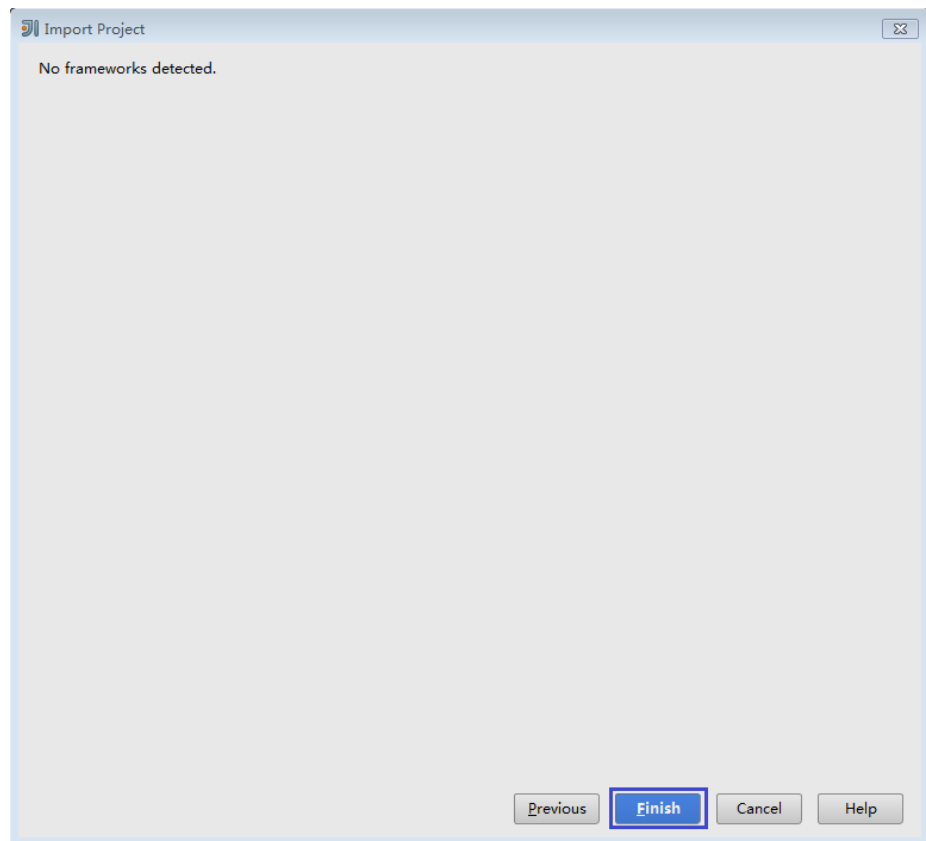 Import Project
No frameworks detected.
Previous
Finish
Cancel
Help